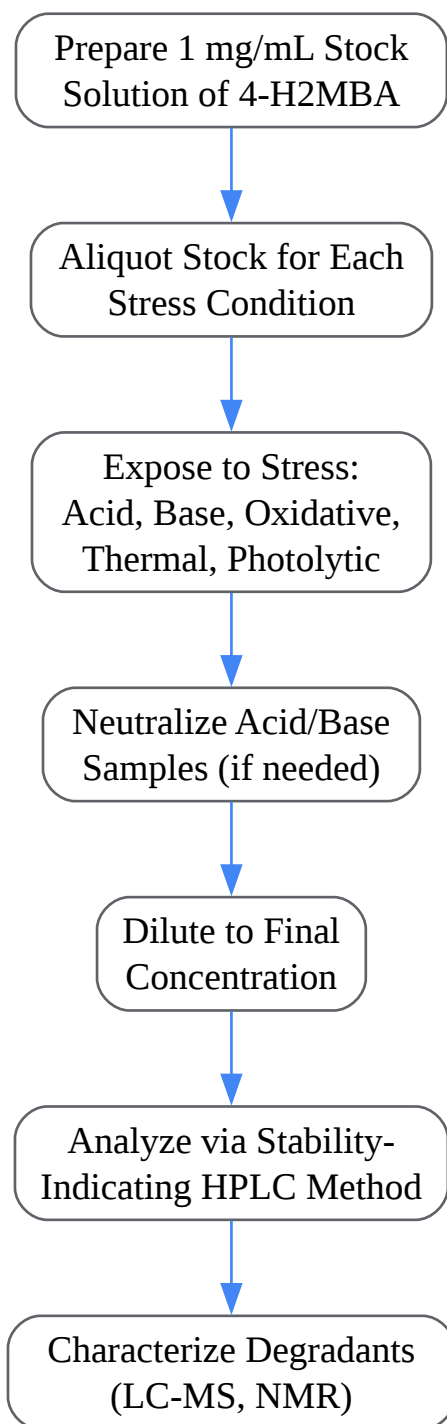 Prepare 1 mg/mL Stock
Solution of 4-H2MBA
Aliquot Stock for Each
Stress Condition
Expose to Stress:
Acid, Base, Oxidative,
Thermal, Photolytic
Neutralize Acid/Base
Samples (if needed)
Dilute to Final
Concentration
Analyze via Stability-
Indicating HPLC Method
Characterize Degradants
(LC-MS, NMR)